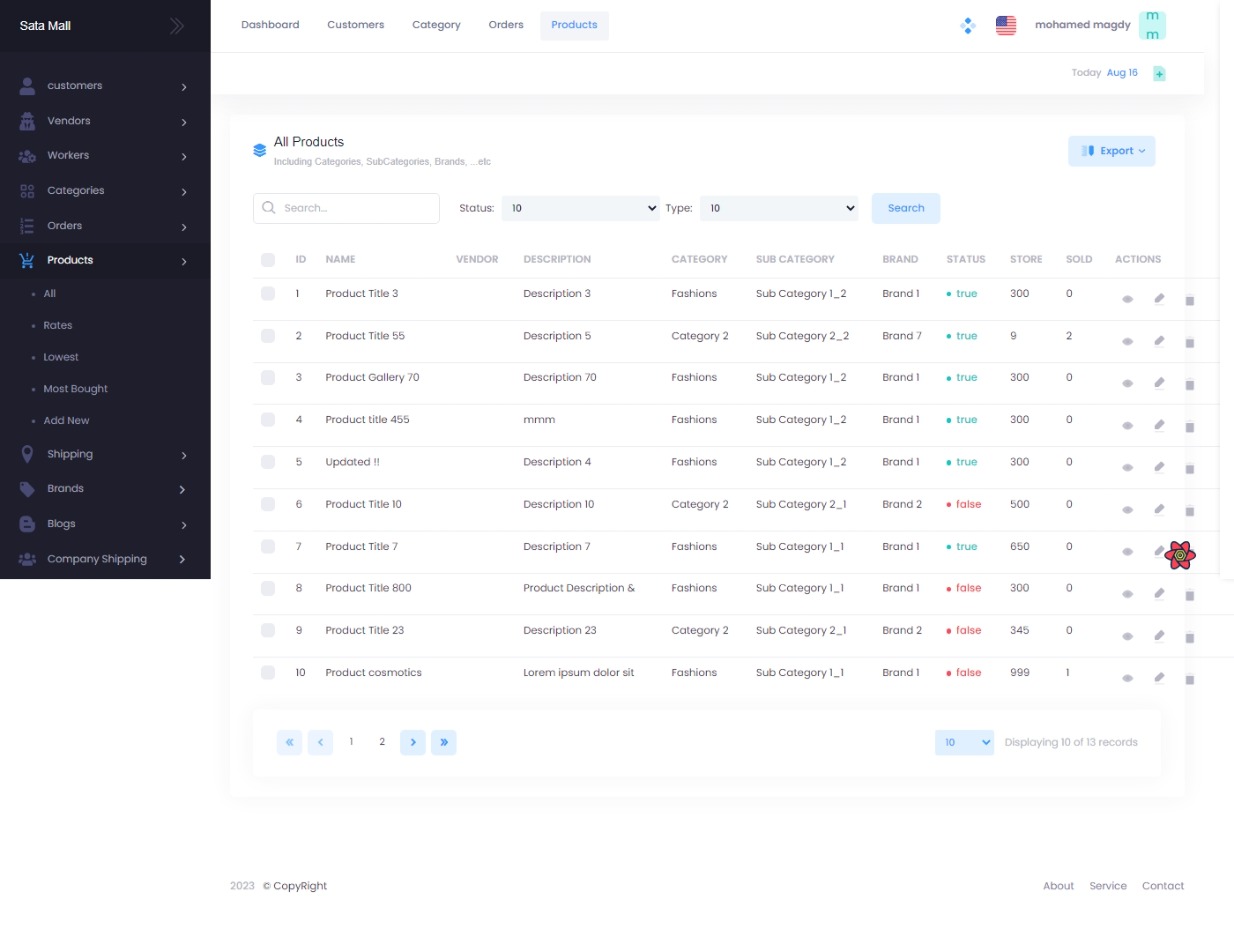 Sata Mall
Dashboard Customers Category Orders Products
mohamed magdy
m
m
Today Aug 16
customers
Vendors
Workers
Categories
Orders
Products
All
Rates
Lowest
Most Bought
Add New
Shipping
Brands
Blogs
Company Shipping
All Products
Including Categories, SubCategories, Brands, ...etc
Export
Search... Status: 10 Type: 10 Search
ID NAME VENDOR DESCRIPTION CATEGORY SUB CATEGORY BRAND STATUS STORE SOLD ACTIONS
1 Product Title 3 Description 3 Fashions Sub Category 1_2 Brand 1 true 300 0
2 Product Title 55 Description 5 Category 2 Sub Category 2_2 Brand 7 true 9 2
3 Product Gallery 70 Description 70 Fashions Sub Category 1_2 Brand 1 true 300 0
4 Product title 455 mmm Fashions Sub Category 1_2 Brand 1 true 300 0
5 Updated !! Description 4 Fashions Sub Category 1_2 Brand 1 true 300 0
6 Product Title 10 Description 10 Category 2 Sub Category 2_1 Brand 2 false 500 0
7 Product Title 7 Description 7 Fashions Sub Category 1_1 Brand 1 true 650 0
8 Product Title 800 Product Description & Fashions Sub Category 1_1 Brand 1 false 300 0
9 Product Title 23 Description 23 Category 2 Sub Category 2_1 Brand 2 false 345 0
10 Product cosmotics Lorem ipsum dolor sit Fashions Sub Category 1_1 Brand 1 false 999 1
« ‹ 1 2 › » 10 Displaying 10 of 13 records
2023 © CopyRight About Service Contact